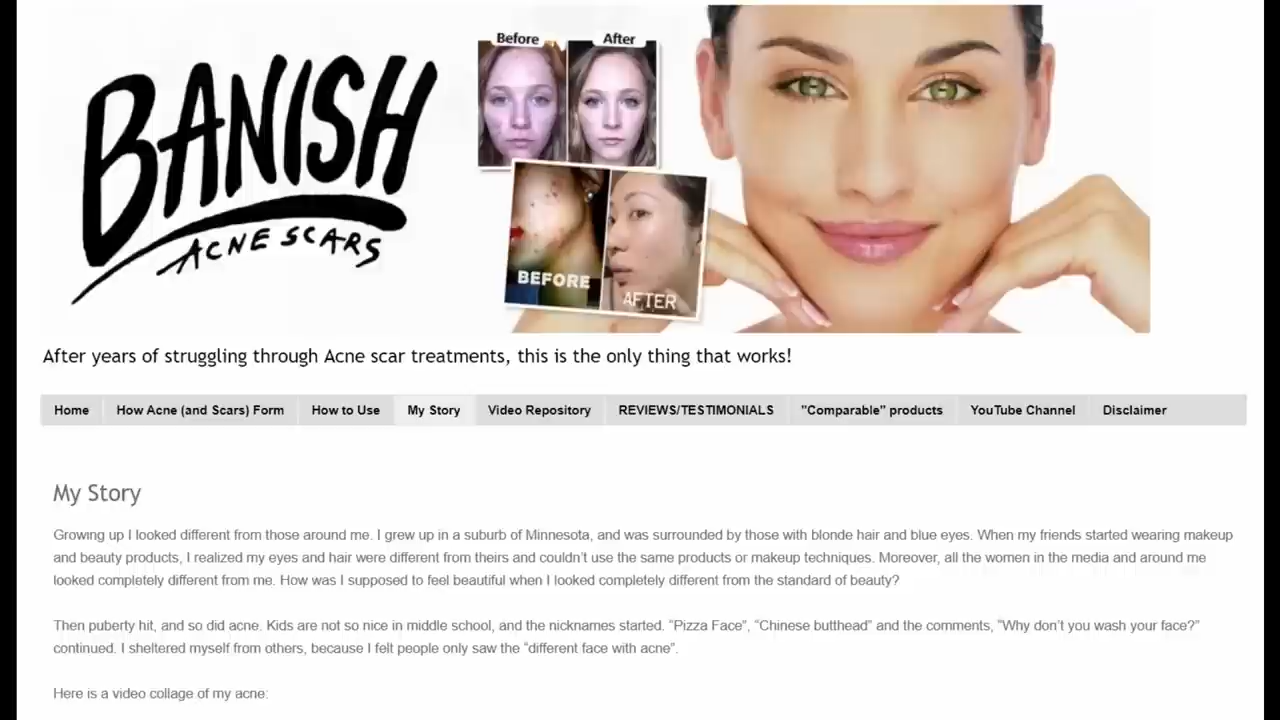 BANISH
ACNE SCARS
Before
After
BEFORE
AFTER
After years of struggling through Acne scar treatments, this is the only thing that works!
Home
How Acne (and Scars) Form
How to Use
My Story
Video Repository
REVIEWS/TESTIMONIALS
"Comparable" products
YouTube Channel
Disclaimer
My Story
Growing up I looked different from those around me. I grew up in a suburb of Minnesota, and was surrounded by those with blonde hair and blue eyes. When my friends started wearing makeup
and beauty products, I realized my eyes and hair were different from theirs and couldn't use the same products or makeup techniques. Moreover, all the women in the media and around me
looked completely different from me. How was I supposed to feel beautiful when I looked completely different from the standard of beauty?
Then puberty hit, and so did acne. Kids are not so nice in middle school, and the nicknames started. “Pizza Face”, “Chinese butthead” and the comments, “Why don’t you wash your face?”
continued. I sheltered myself from others, because I felt people only saw the “different face with acne”.
Here is a video collage of my acne: